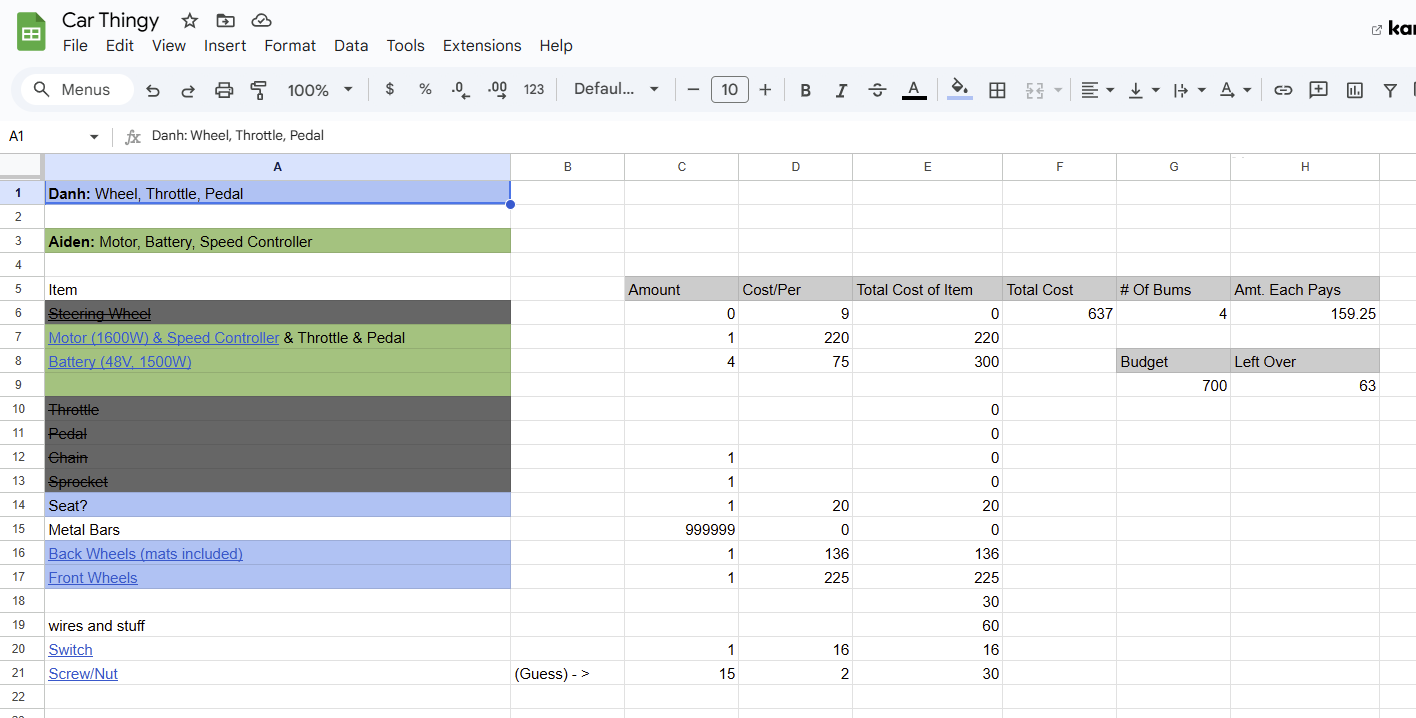 Car Thingy
File Edit View Insert Format Data Tools Extensions Help
Menus 100% $ % .0 .00 123 Defaul... − 10 + B I A A
A1 fx Danh: Wheel, Throttle, Pedal
A B C D E F G H
1 Danh: Wheel, Throttle, Pedal
2
3 Aiden: Motor, Battery, Speed Controller
4
5 Item Amount Cost/Per Total Cost of Item Total Cost # Of Bums Amt. Each Pays
6 Steering Wheel 0 9 0 637 4 159.25
7 Motor (1600W) & Speed Controller & Throttle & Pedal 1 220 220
8 Battery (48V, 1500W) 4 75 300 Budget Left Over
9 700 63
10 Throttle 0
11 Pedal 0
12 Chain 1 0
13 Sprocket 1 0
14 Seat? 1 20 20
15 Metal Bars 999999 0 0
16 Back Wheels (mats included) 1 136 136
17 Front Wheels 1 225 225
18 30
19 wires and stuff 60
20 Switch 1 16 16
21 Screw/Nut (Guess) - > 15 2 30
22